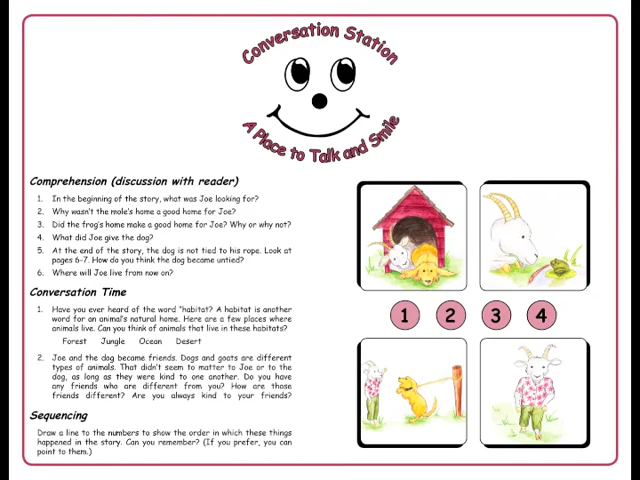 Conversation Station
A Place to Talk and Smile
Comprehension (discussion with reader)
1. In the beginning of the story, what was Joe looking for?
2. Why wasn't the mole's home a good home for Joe?
3. Did the frog's home make a good home for Joe? Why or why not?
4. What did Joe give the dog?
5. At the end of the story, the dog is not tied to his rope. Look at
pages 6-7. How do you think the dog became untied?
6. Where will Joe live from now on?
Conversation Time
1. Have you ever heard of the word "habitat? A habitat is another
word for an animal's natural home. Here are a few places where
animals live. Can you think of animals that live in these habitats?
Forest Jungle Ocean Desert
2. Joe and the dog became friends. Dogs and goats are different
types of animals. That didn't seem to matter to Joe or to the
dog, as long as they were kind to one another. Do you have
any friends who are different from you? How are those
friends different? Are you always kind to your friends?
Sequencing
Draw a line to the numbers to show the order in which these things
happened in the story. Can you remember? (If you prefer, you can
point to them.)
1 2 3 4